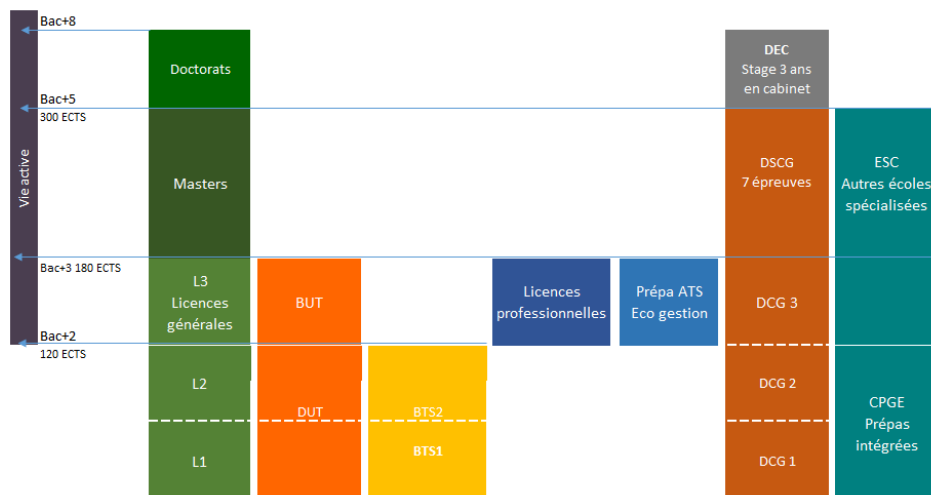 Bac+8
Doctorats
DEC
Stage 3 ans
en cabinet
Bac+5
300 ECTS
Vie active
Masters
DSCG
7 épreuves
ESC
Autres écoles
spécialisées
Bac+3 180 ECTS
L3
Licences
générales
BUT
Licences
professionnelles
Prépa ATS
Eco gestion
DCG 3
Bac+2
120 ECTS
L2
DUT
BTS2
DCG 2
CPGE
Prépas
intégrées
L1
BTS1
DCG 1